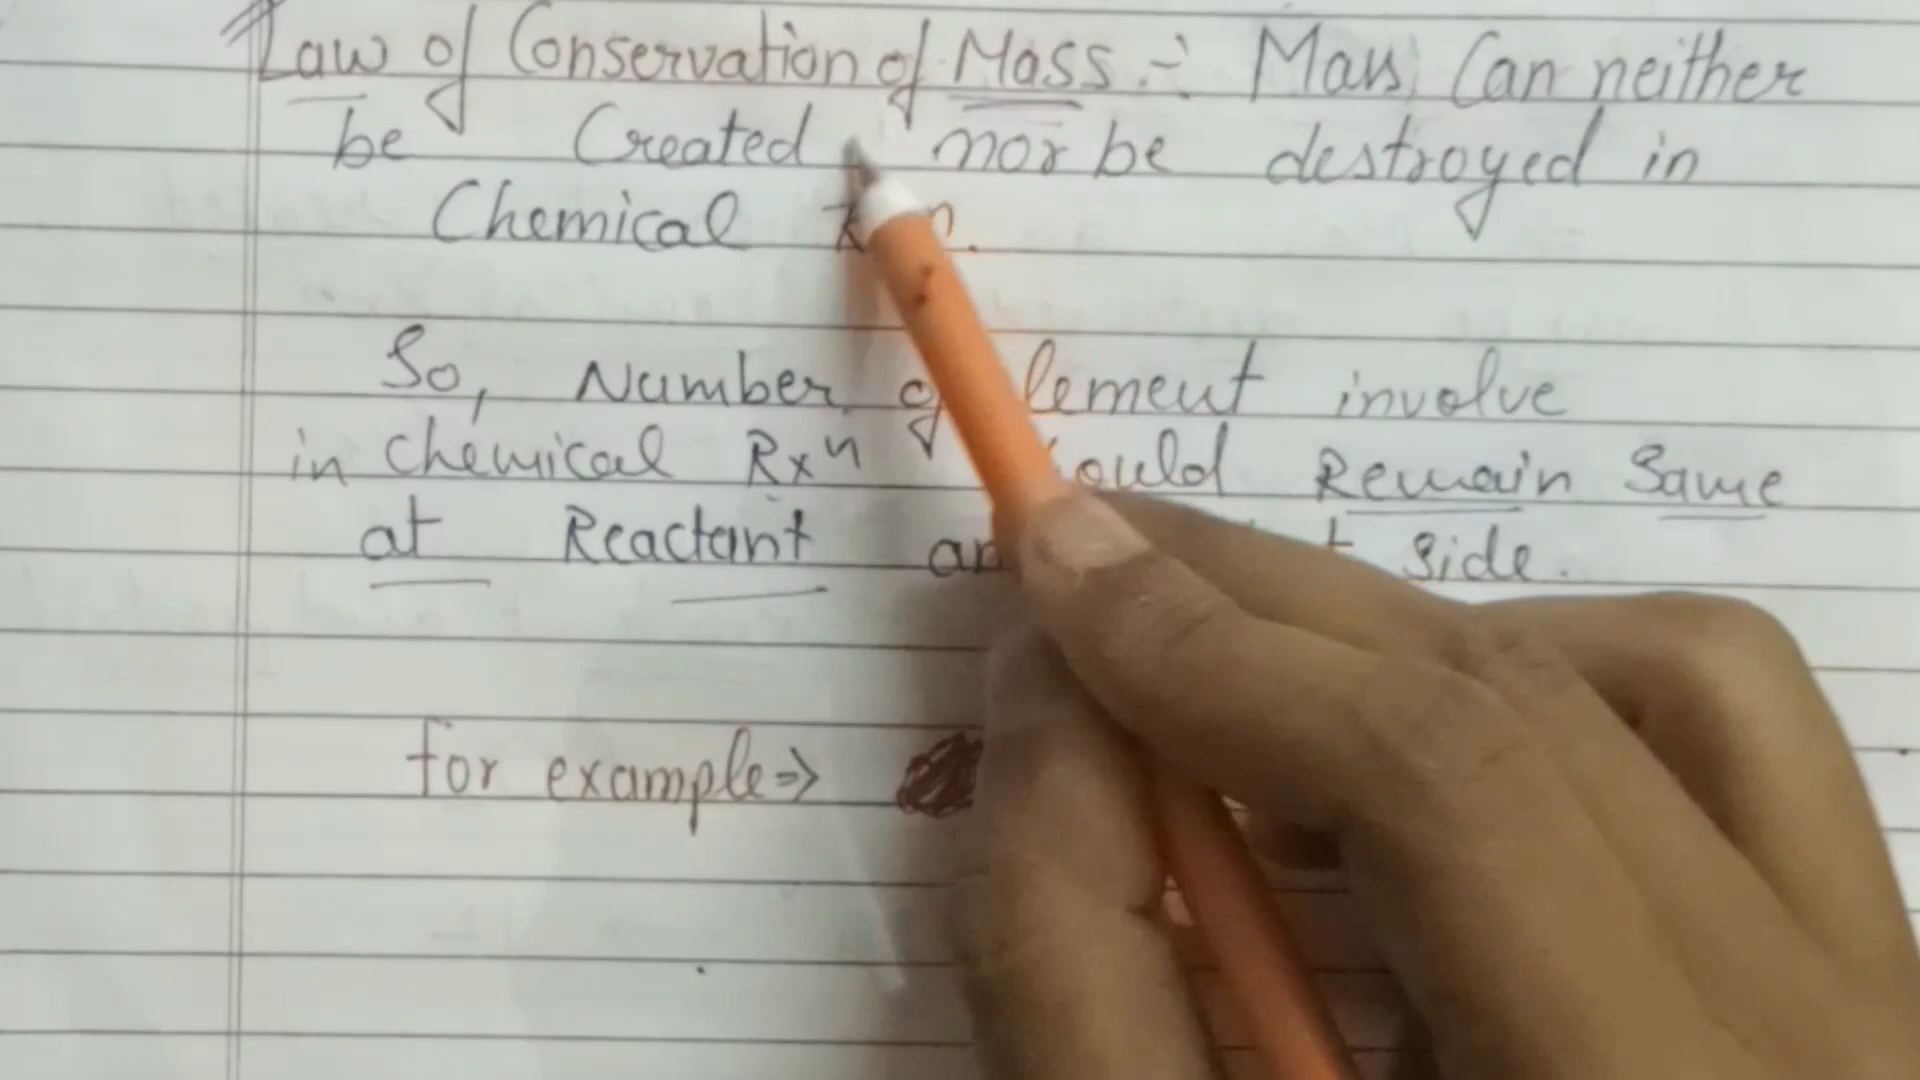 Law of Conservation of Mass :- Mass Can neither
be Created nor be destroyed in
Chemical
So, Number of involve
in chemical Rxn Remain Same
at Reactant side.
for example =>